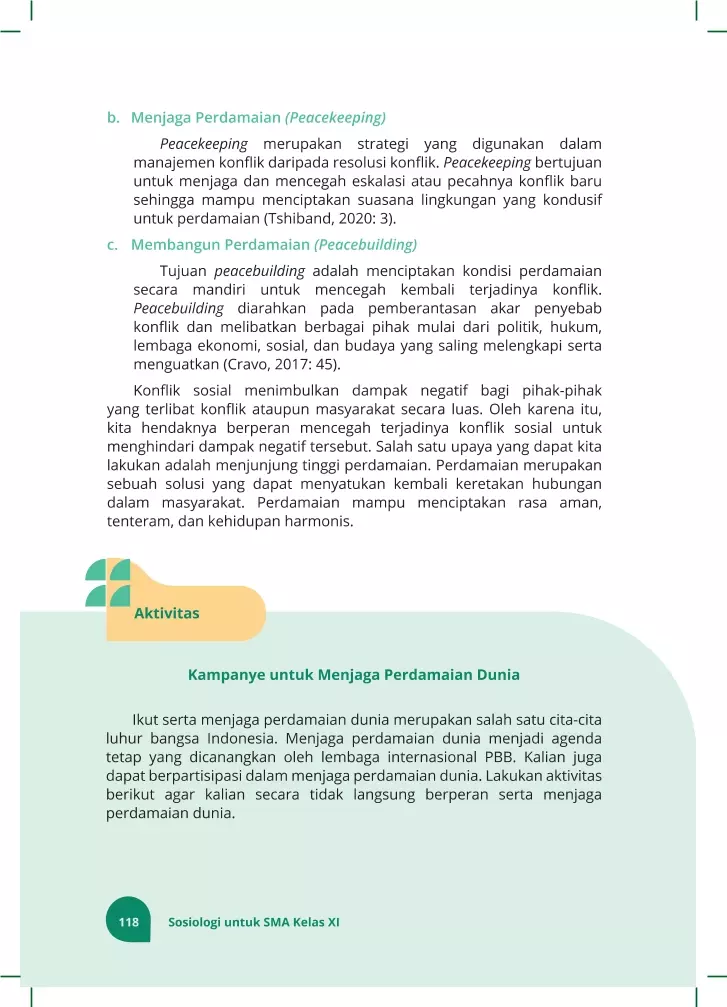 b. Menjaga Perdamaian (Peacekeeping)
Peacekeeping merupakan strategi yang digunakan dalam
manajemen konflik daripada resolusi konflik. Peacekeeping bertujuan
untuk menjaga dan mencegah eskalasi atau pecahnya konflik baru
sehingga mampu menciptakan suasana lingkungan yang kondusif
untuk perdamaian (Tshiband, 2020: 3).
c. Membangun Perdamaian (Peacebuilding)
Tujuan peacebuilding adalah menciptakan kondisi perdamaian
secara mandiri untuk mencegah kembali terjadinya konflik.
Peacebuilding diarahkan pada pemberantasan akar penyebab
konflik dan melibatkan berbagai pihak mulai dari politik, hukum,
lembaga ekonomi, sosial, dan budaya yang saling melengkapi serta
menguatkan (Cravo, 2017: 45).
Konflik sosial menimbulkan dampak negatif bagi pihak-pihak
yang terlibat konflik ataupun masyarakat secara luas. Oleh karena itu,
kita hendaknya berperan mencegah terjadinya konflik sosial untuk
menghindari dampak negatif tersebut. Salah satu upaya yang dapat kita
lakukan adalah menjunjung tinggi perdamaian. Perdamaian merupakan
sebuah solusi yang dapat menyatukan kembali keretakan hubungan
dalam masyarakat. Perdamaian mampu menciptakan rasa aman,
tenteram, dan kehidupan harmonis.
Aktivitas
Kampanye untuk Menjaga Perdamaian Dunia
Ikut serta menjaga perdamaian dunia merupakan salah satu cita-cita
luhur bangsa Indonesia. Menjaga perdamaian dunia menjadi agenda
tetap yang dicanangkan oleh lembaga internasional PBB. Kalian juga
dapat berpartisipasi dalam menjaga perdamaian dunia. Lakukan aktivitas
berikut agar kalian secara tidak langsung berperan serta menjaga
perdamaian dunia.
118 Sosiologi untuk SMA Kelas XI